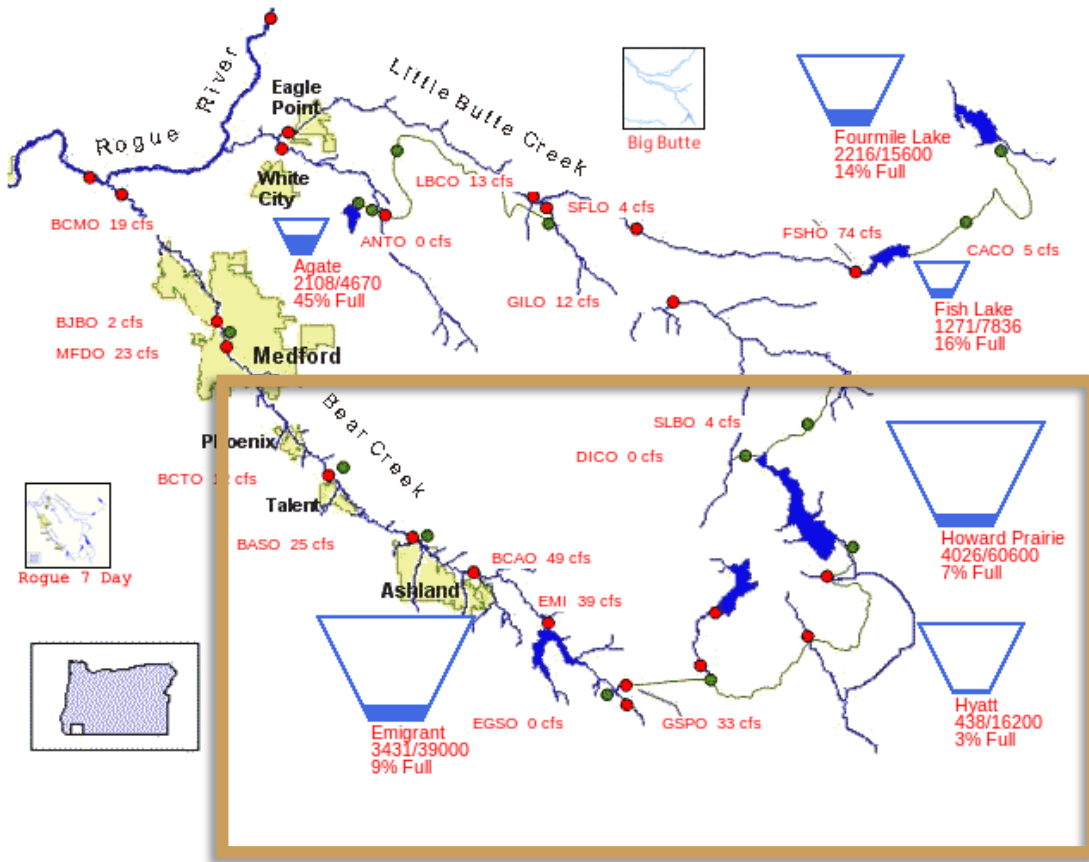 Rogue River
Eagle
Point
Little Butte Creek
Big Butte
Fourmile Lake
2216/15600
14% Full
White
City
LBCO 13 cfs
SFLO 4 cfs
BCMO 19 cfs
ANTO 0 cfs
FSHO 74 cfs
CACO 5 cfs
Agate
2108/4670
45% Full
GILO 12 cfs
Fish Lake
1271/7836
16% Full
BJBO 2 cfs
MFDO 23 cfs
Medford
Bear Creek
SLBO 4 cfs
Phoenix
DICO 0 cfs
BCTO 12 cfs
Talent
Howard Prairie
4026/60600
7% Full
BASO 25 cfs
BCAO 49 cfs
Rogue 7 Day
Ashland
EMI 39 cfs
Hyatt
438/16200
3% Full
EGSO 0 cfs
GSPO 33 cfs
Emigrant
3431/39000
9% Full